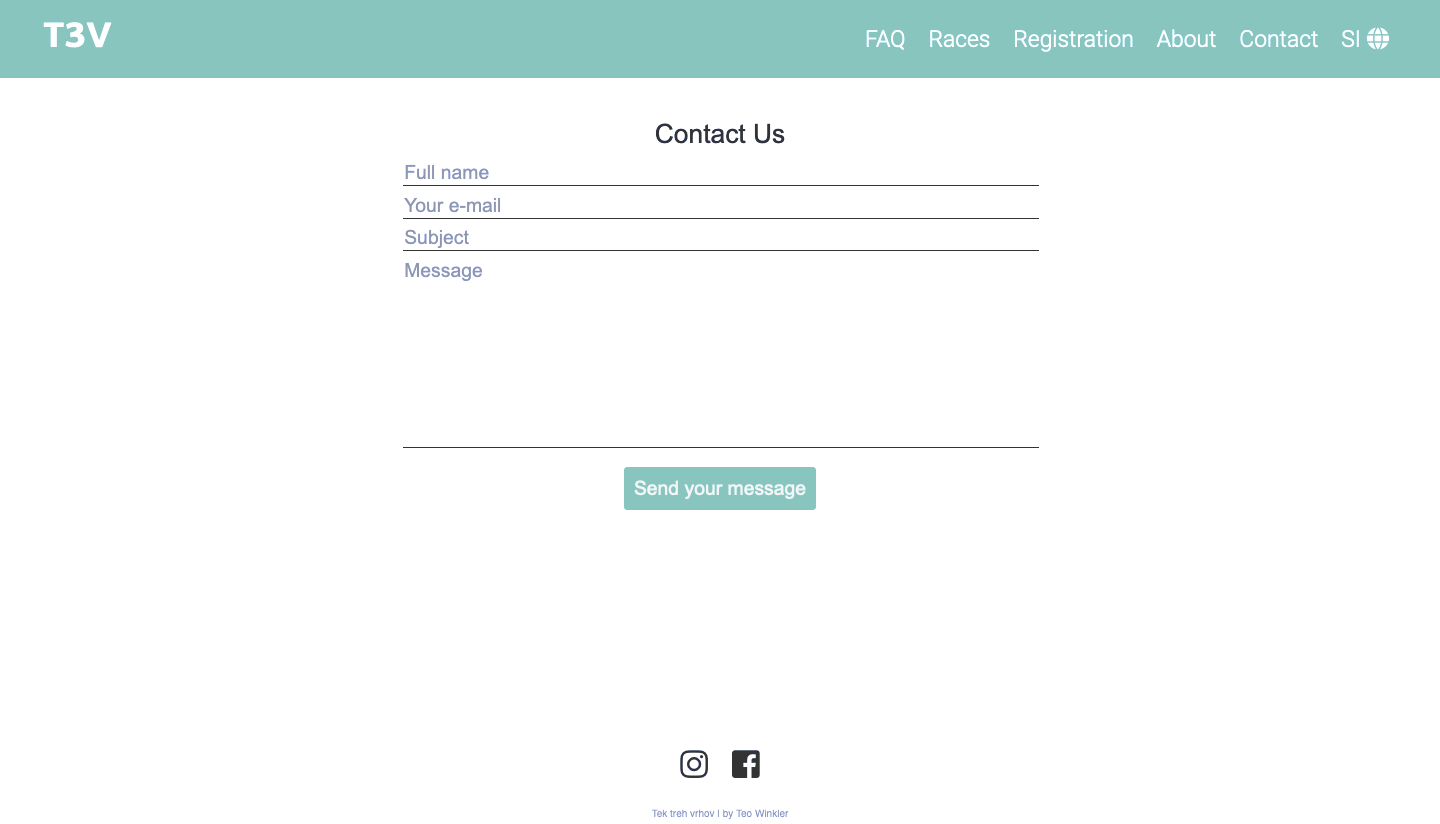 T3V
FAQ Races Registration About Contact SI
Contact Us
Full name
Your e-mail
Subject
Message
Send your message
Tek treh vrhov | by Teo Winkler